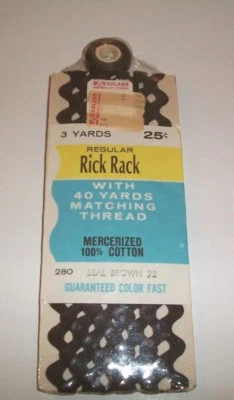 3 YARDS 25¢
REGULAR
Rick Rack
WITH
40 YARDS
MATCHING
THREAD
MERCERIZED
100% COTTON
280 SEAL BROWN 92
GUARANTEED COLOR FAST